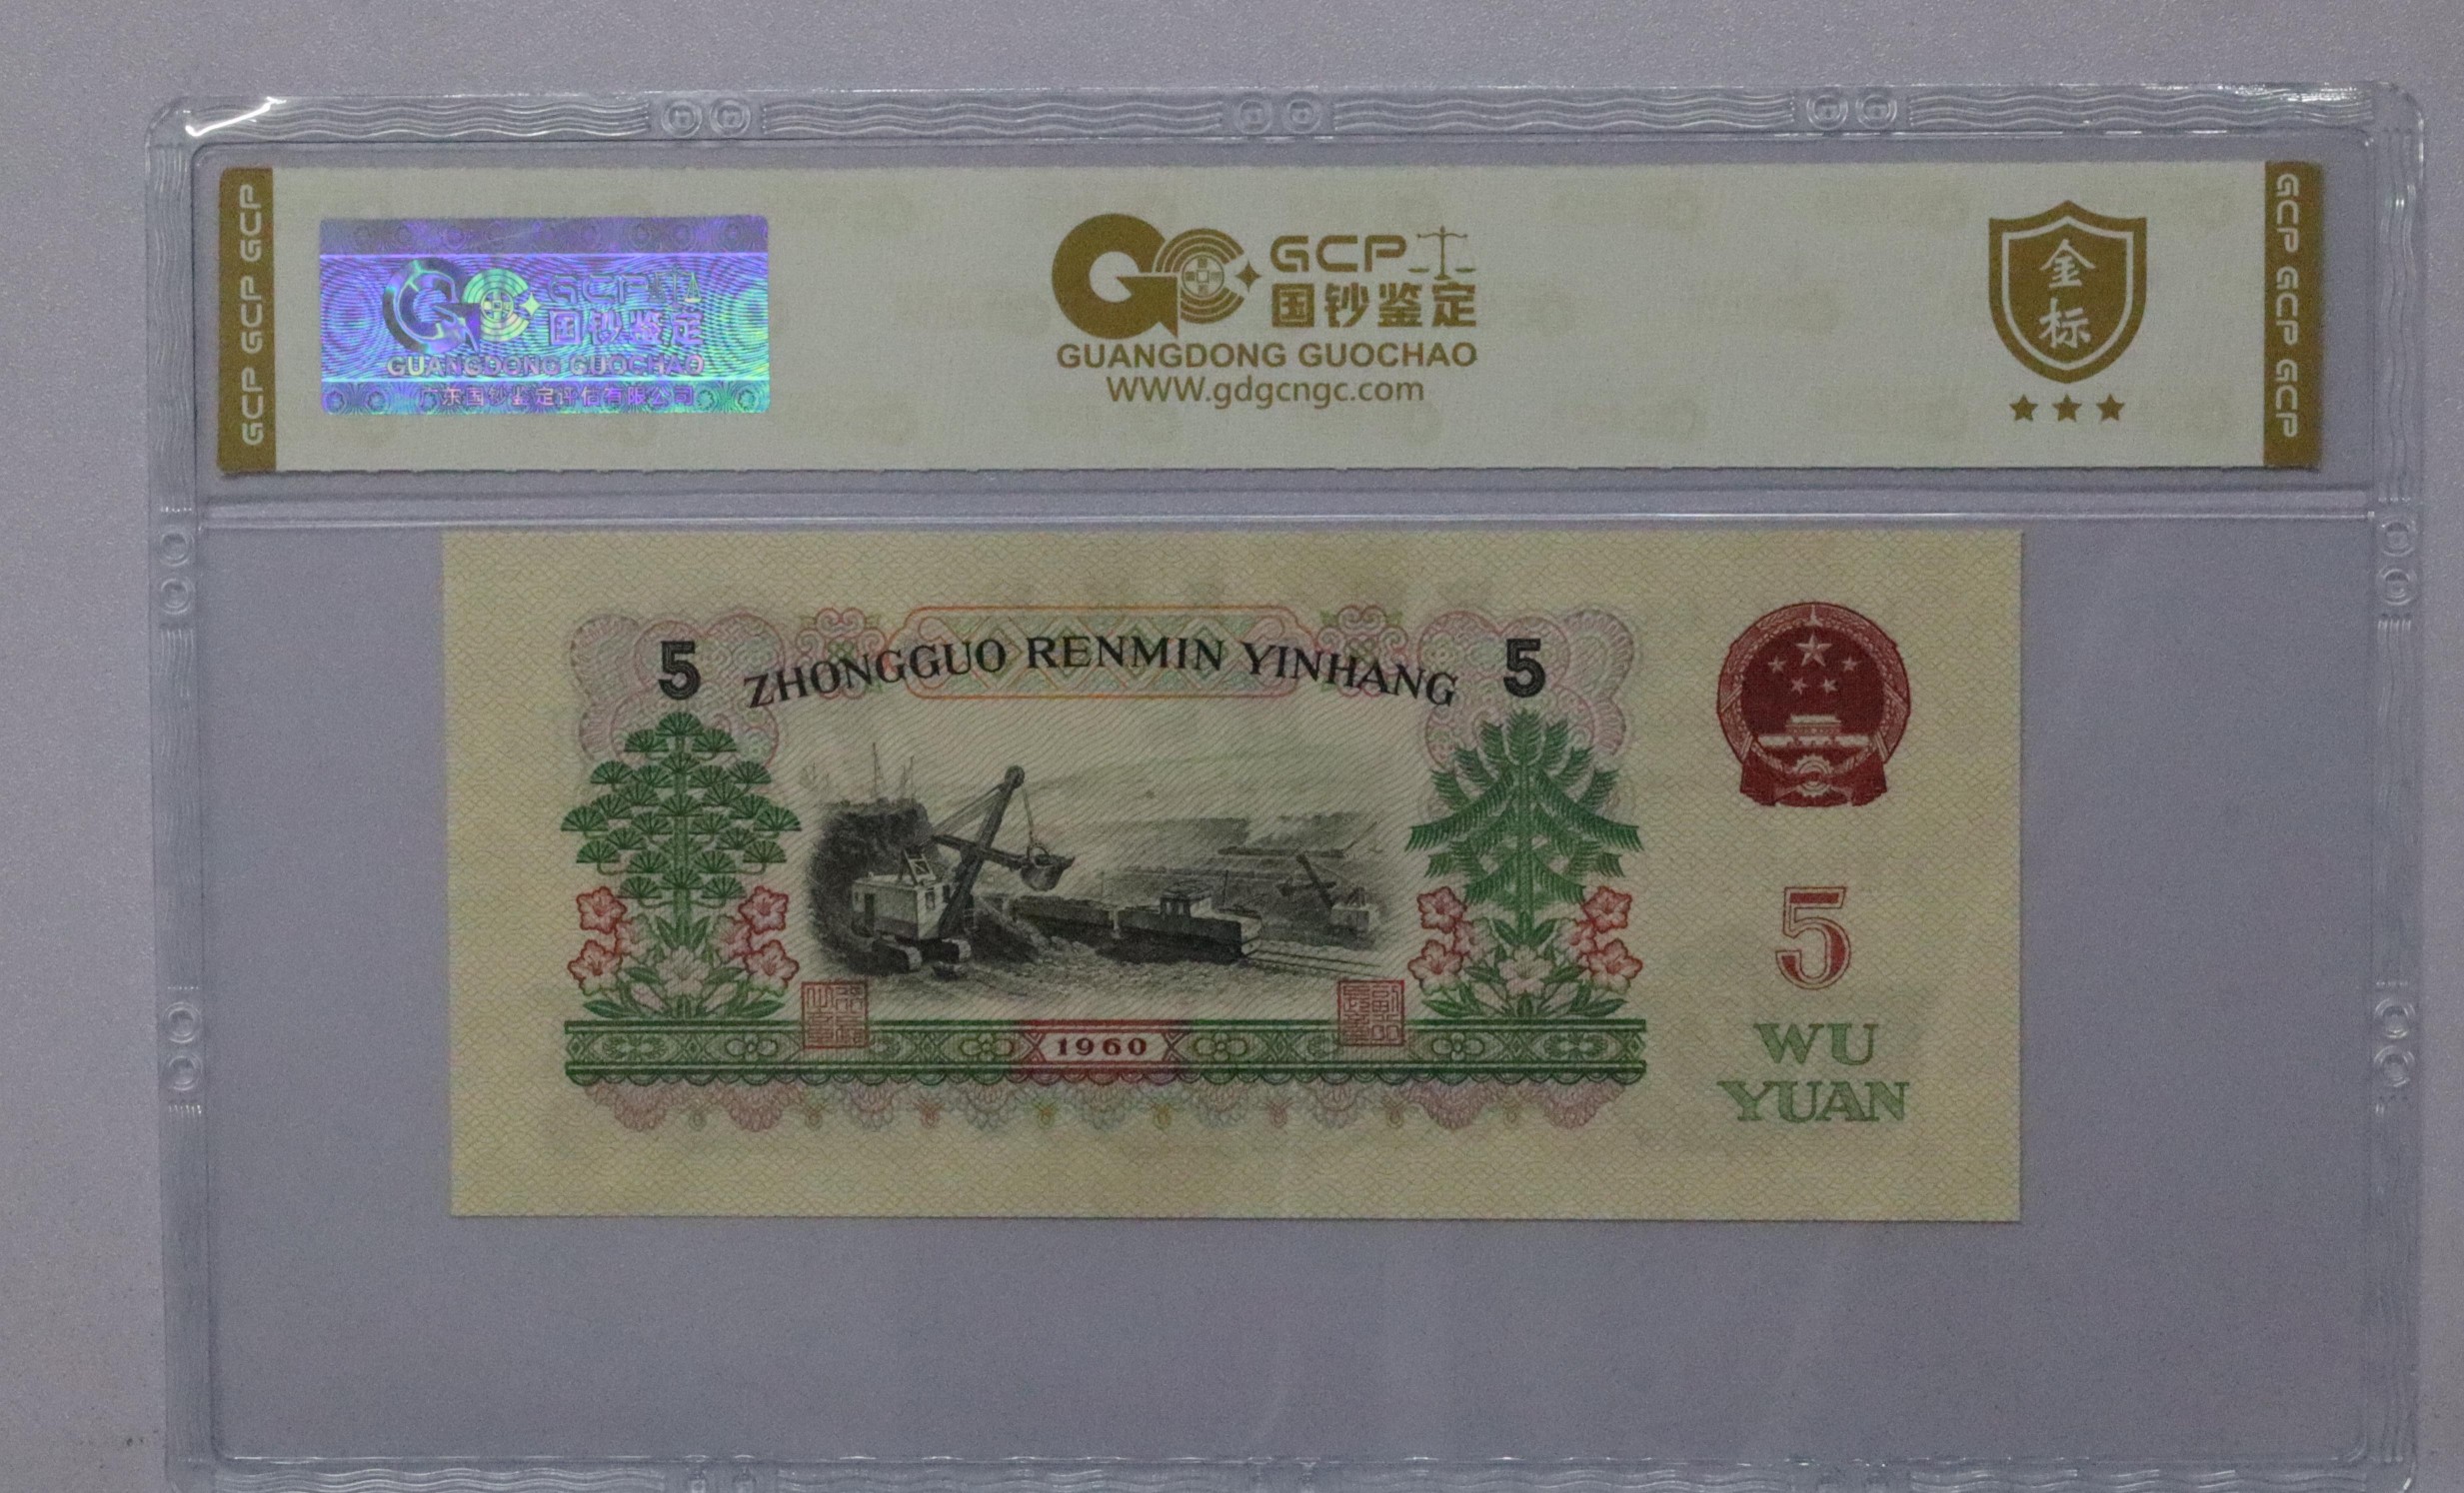 GCP GCP GCP
GCP
国钞鉴定
GUANGDONG GUOCHAO
广东国钞鉴定评估有限公司
GCP
国钞鉴定
GUANGDONG GUOCHAO
WWW.gdgcngc.com
金
标
GCP GCP GCP
5 ZHONGGUO RENMIN YINHANG 5
1960
5
WU
YUAN